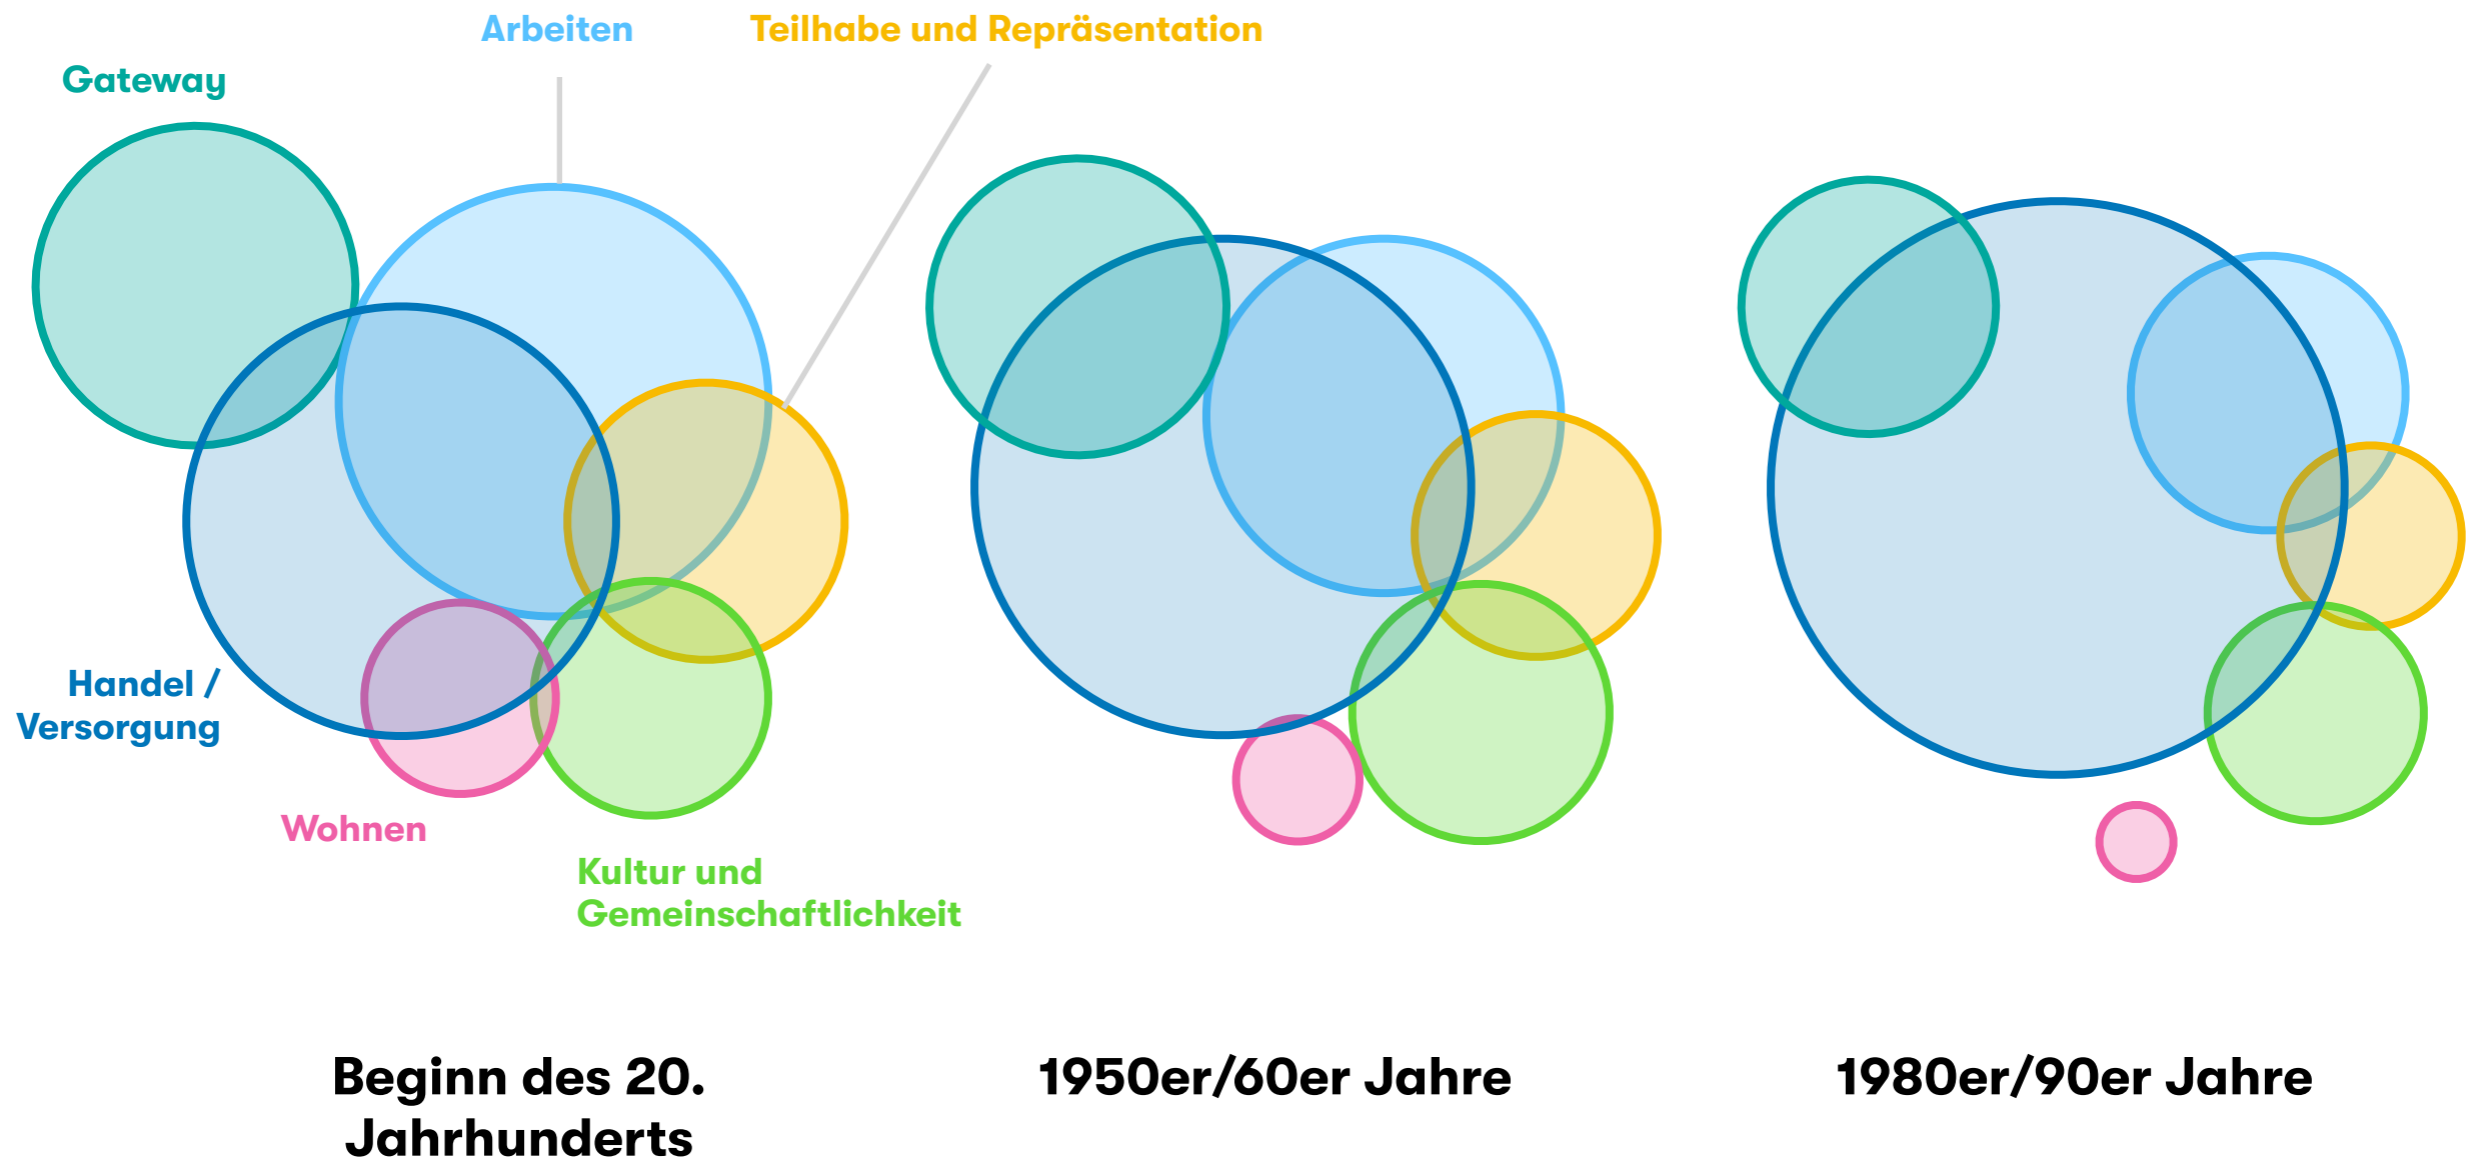 Arbeiten
Teilhabe und Repräsentation
Gateway
Handel /
Versorgung
Wohnen
Kultur und
Gemeinschaftlichkeit
Beginn des 20.
Jahrhunderts
1950er/60er Jahre
1980er/90er Jahre